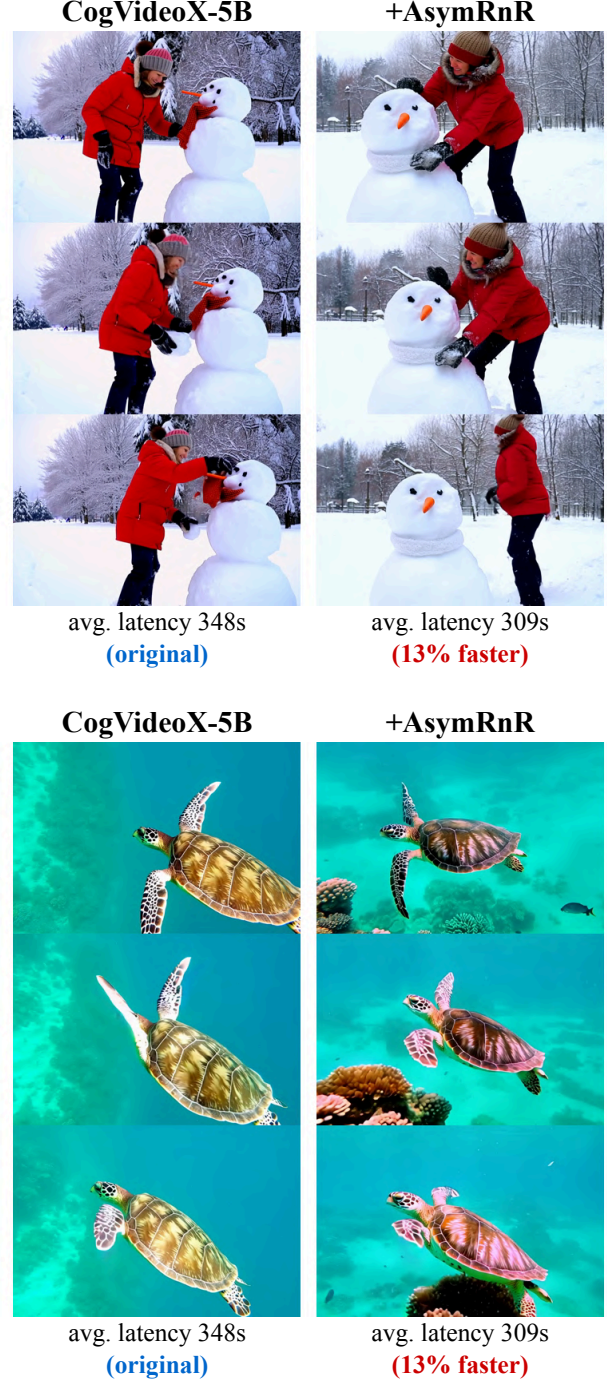 CogVideoX-5B
+AsymRnR
avg. latency 348s
(original)
avg. latency 309s
(13% faster)
CogVideoX-5B
+AsymRnR
avg. latency 348s
(original)
avg. latency 309s
(13% faster)